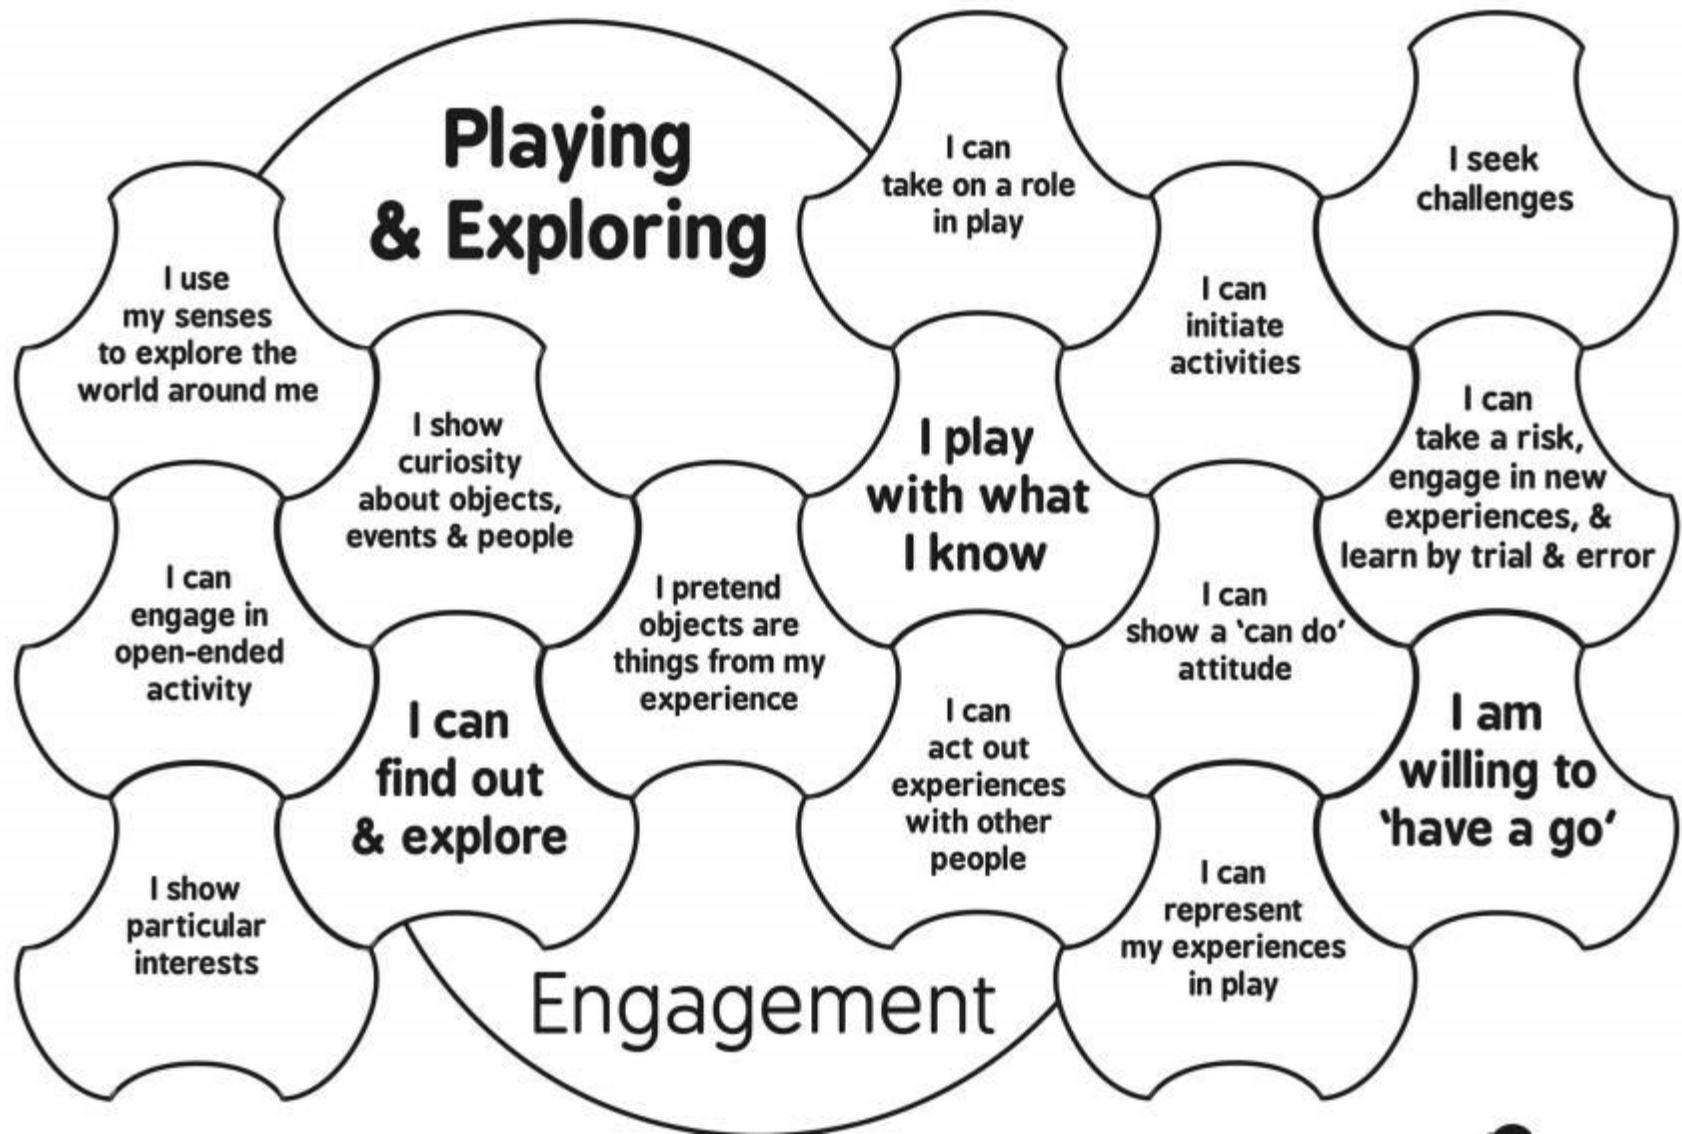 Playing
& Exploring
I use
my senses
to explore the
world around me
I show
curiosity
about objects,
events & people
I can
engage in
open-ended
activity
I can
find out
& explore
I show
particular
interests
I pretend
objects are
things from my
experience
I can
take on a role
in play
I play
with what
I know
I can
act out
experiences
with other
people
I can
initiate
activities
I can
show a ‘can do’
attitude
I can
represent
my experiences
in play
I seek
challenges
I can
take a risk,
engage in new
experiences, &
learn by trial & error
I am
willing to
‘have a go’
Engagement